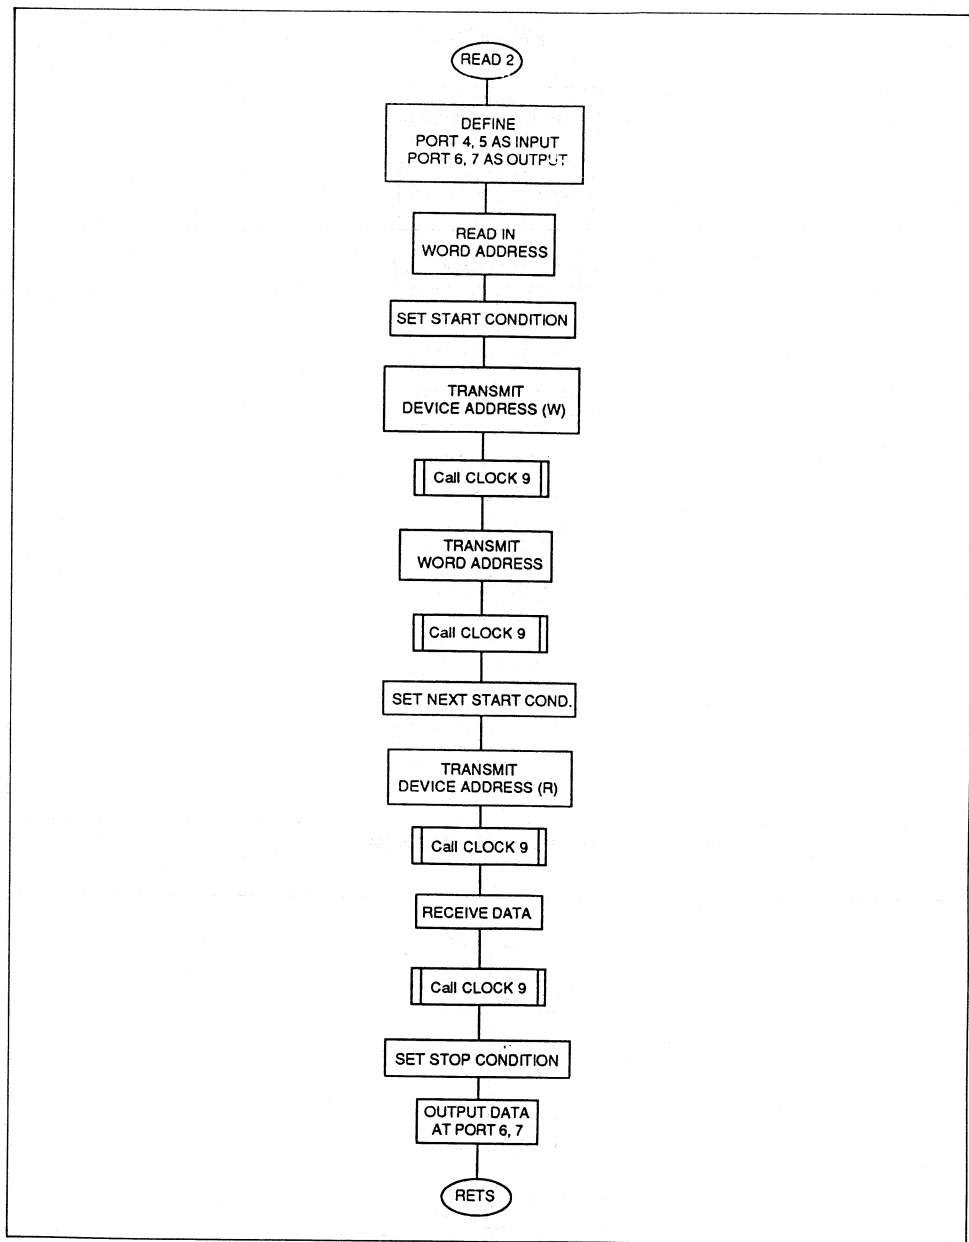 READ 2
DEFINE
PORT 4, 5 AS INPUT
PORT 6, 7 AS OUTPUT
READ IN
WORD ADDRESS
SET START CONDITION
TRANSMIT
DEVICE ADDRESS (W)
Call CLOCK 9
TRANSMIT
WORD ADDRESS
Call CLOCK 9
SET NEXT START COND.
TRANSMIT
DEVICE ADDRESS (R)
Call CLOCK 9
RECEIVE DATA
Call CLOCK 9
SET STOP CONDITION
OUTPUT DATA
AT PORT 6, 7
RETS